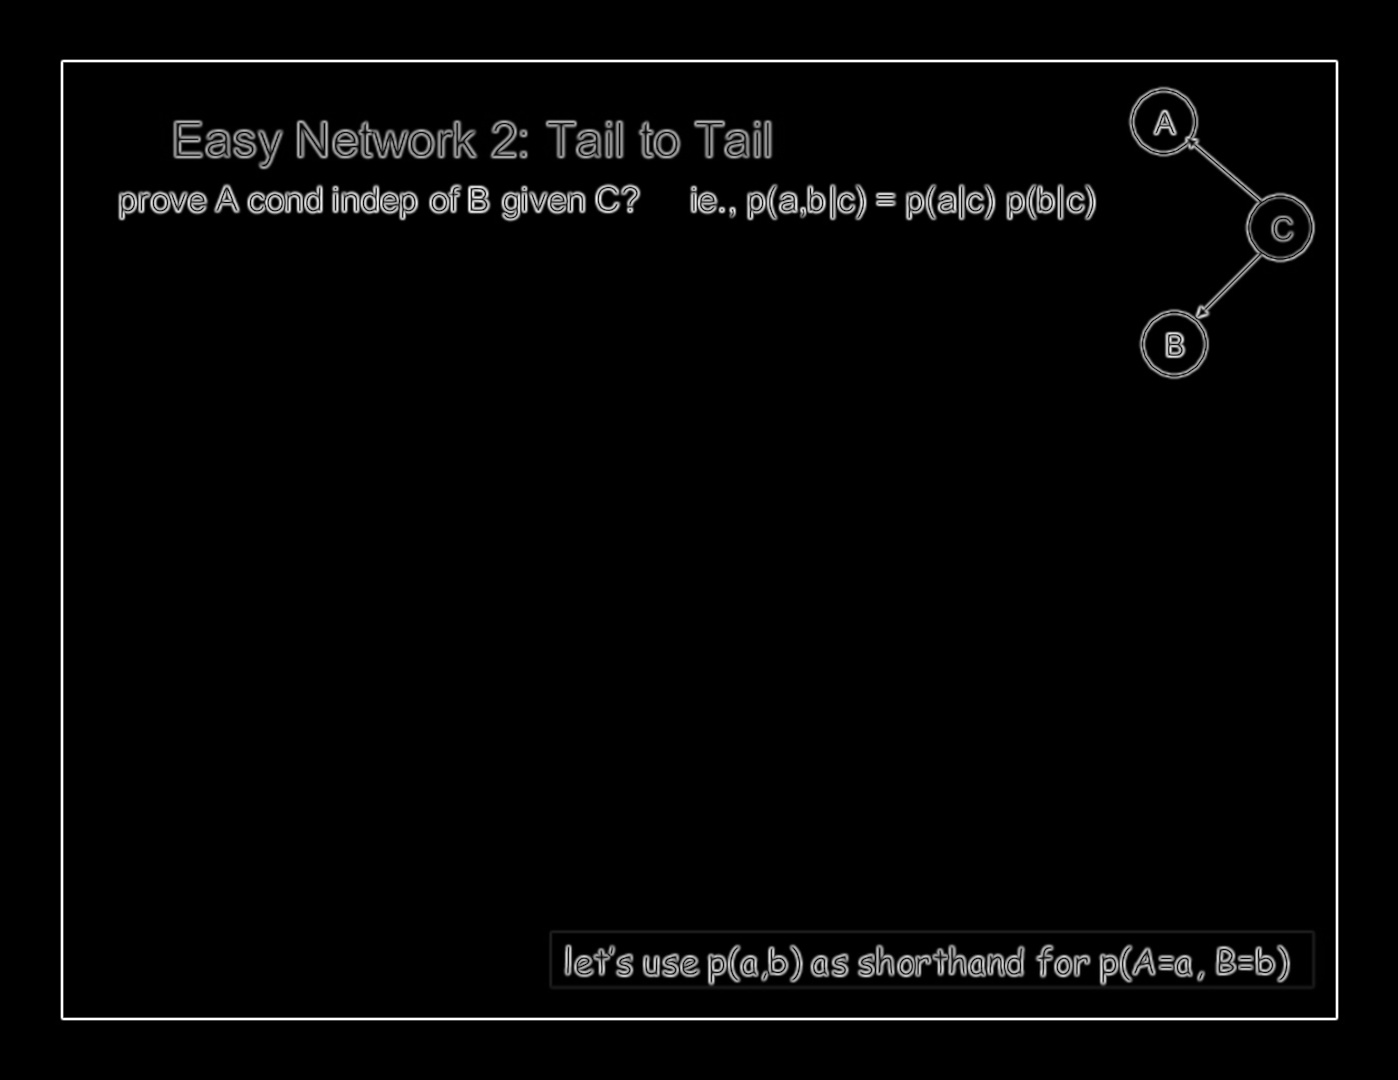 Easy Network 2: Tail to Tail
prove A cond indep of B given C? ie., p(a,b|c) = p(a|c) p(b|c)
A
C
B
let's use p(a,b) as shorthand for p(A=a, B=b)